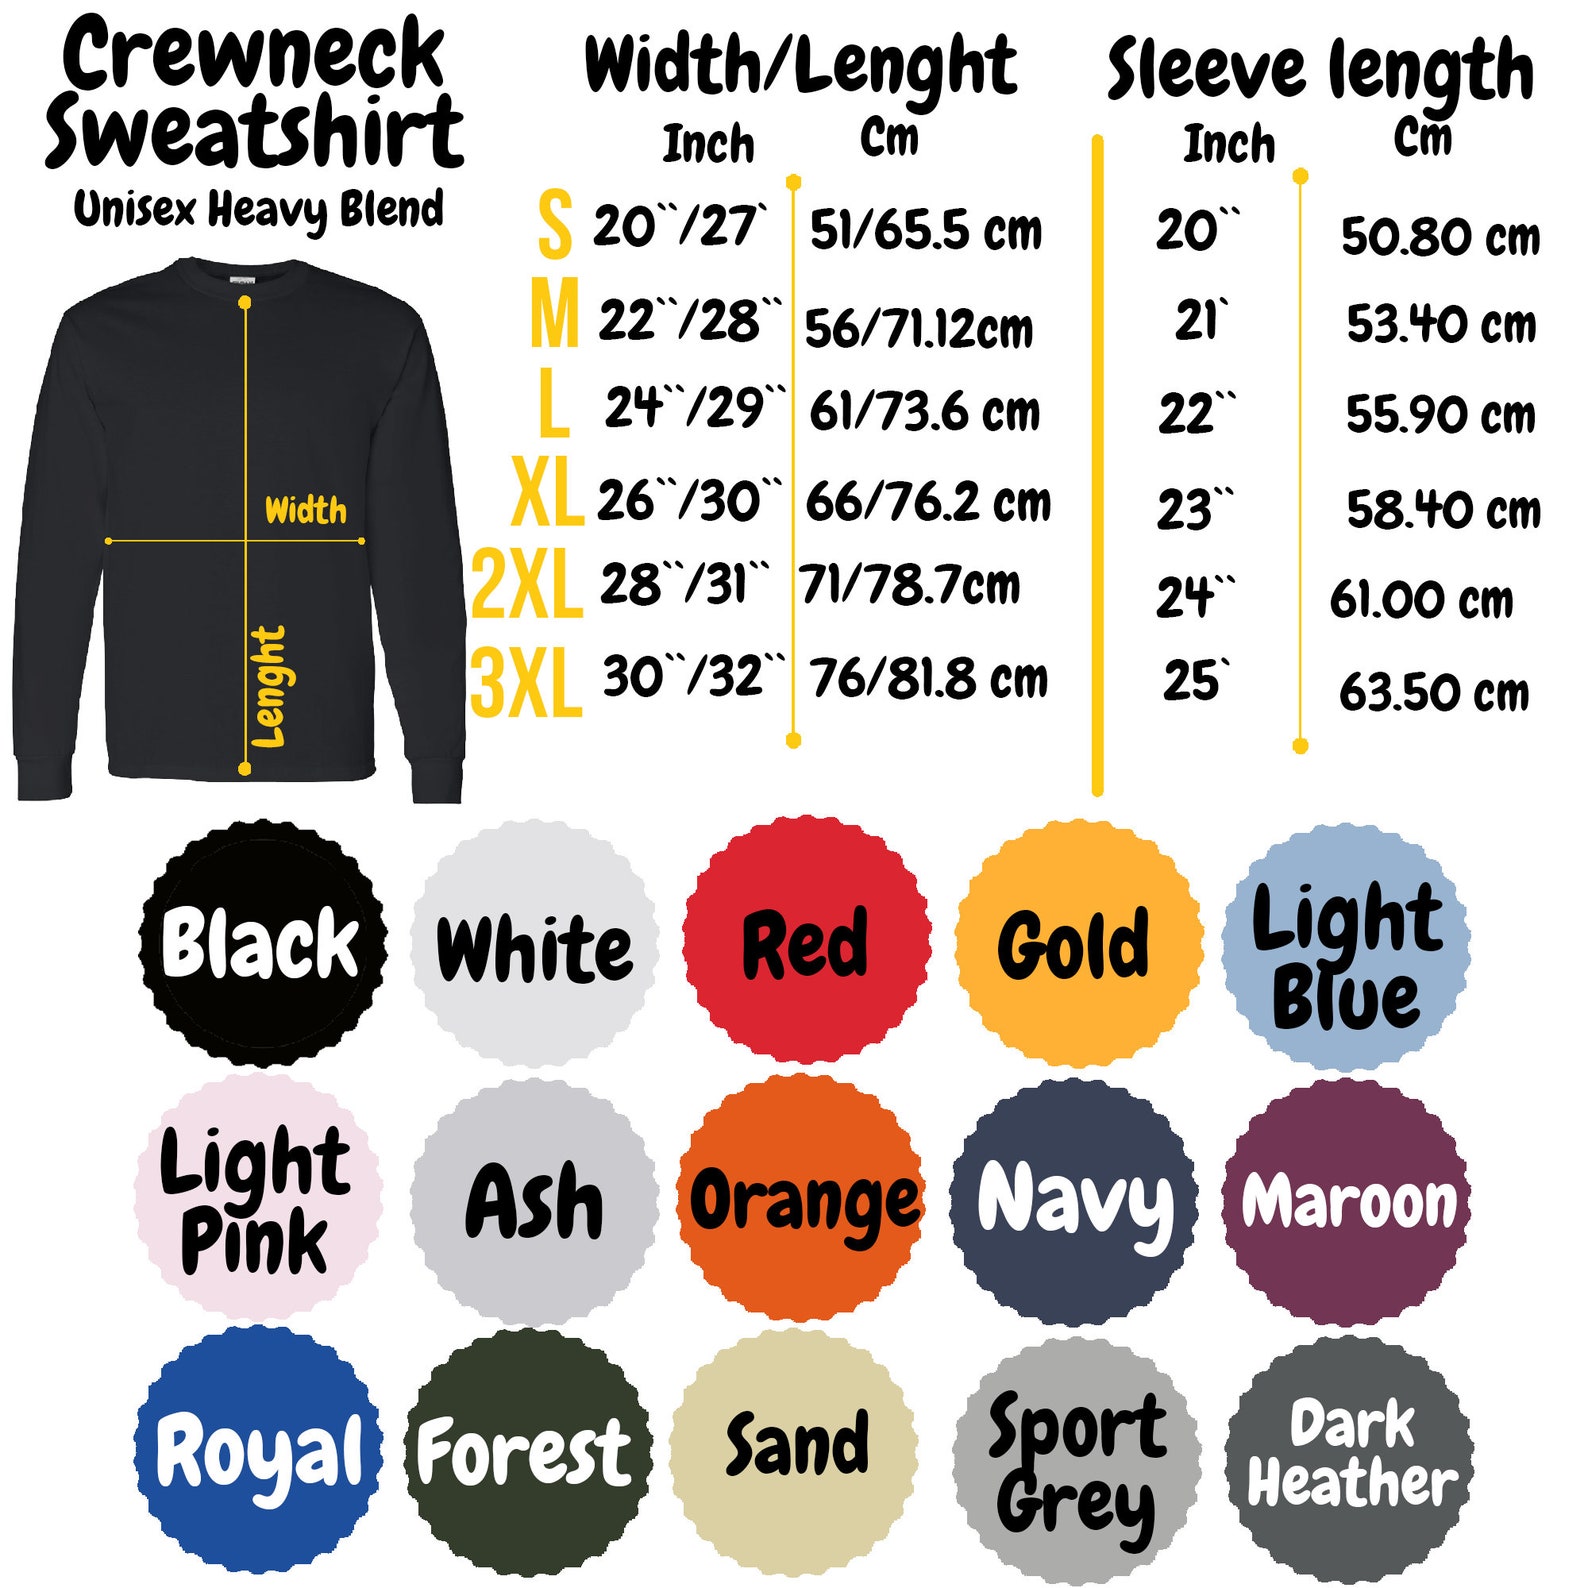 Crewneck
Sweatshirt
Unisex Heavy Blend
Width/Lenght
Inch Cm
Sleeve length
Inch Cm
S 20``/27` 51/65.5 cm 20`` 50.80 cm
M 22``/28`` 56/71.12cm 21` 53.40 cm
L 24``/29`` 61/73.6 cm 22`` 55.90 cm
XL 26``/30`` 66/76.2 cm 23`` 58.40 cm
2XL 28``/31`` 71/78.7cm 24`` 61.00 cm
3XL 30``/32`` 76/81.8 cm 25` 63.50 cm
Width
Lenght
Black
White
Red
Gold
Light
Blue
Light
Pink
Ash
Orange
Navy
Maroon
Royal
Forest
Sand
Sport
Grey
Dark
Heather